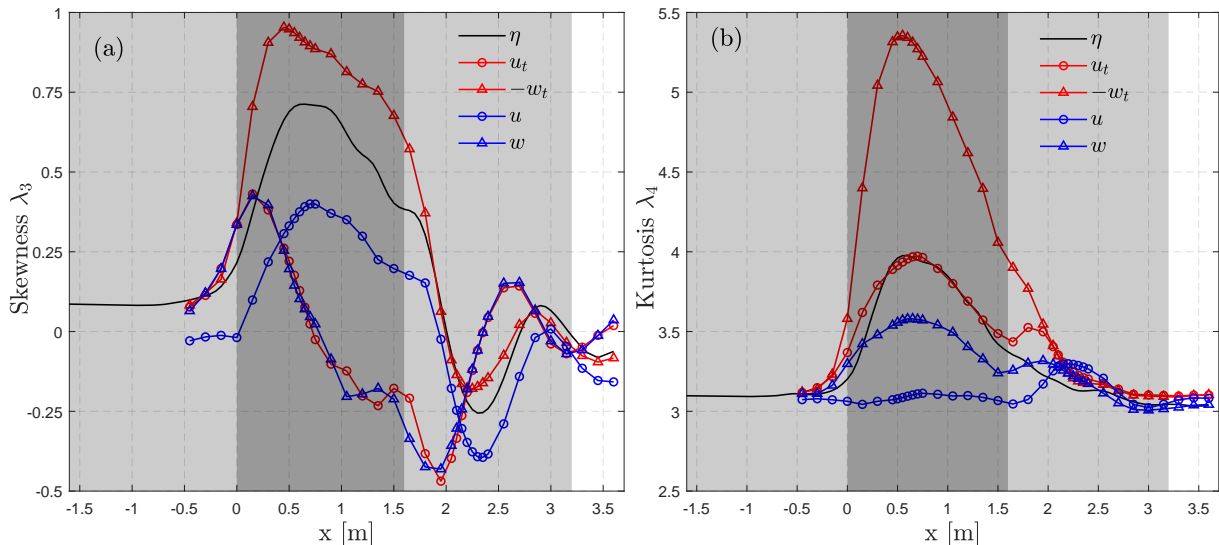 (a)
η
u_t
−w_t
u
w
Skewness λ₃
1
0.75
0.5
0.25
0
-0.25
-0.5
-1.5 -1 -0.5 0 0.5 1 1.5 2 2.5 3 3.5
x [m]
(b)
η
u_t
−w_t
u
w
Kurtosis λ₄
5.5
5
4.5
4
3.5
3
2.5
-1.5 -1 -0.5 0 0.5 1 1.5 2 2.5 3 3.5
x [m]